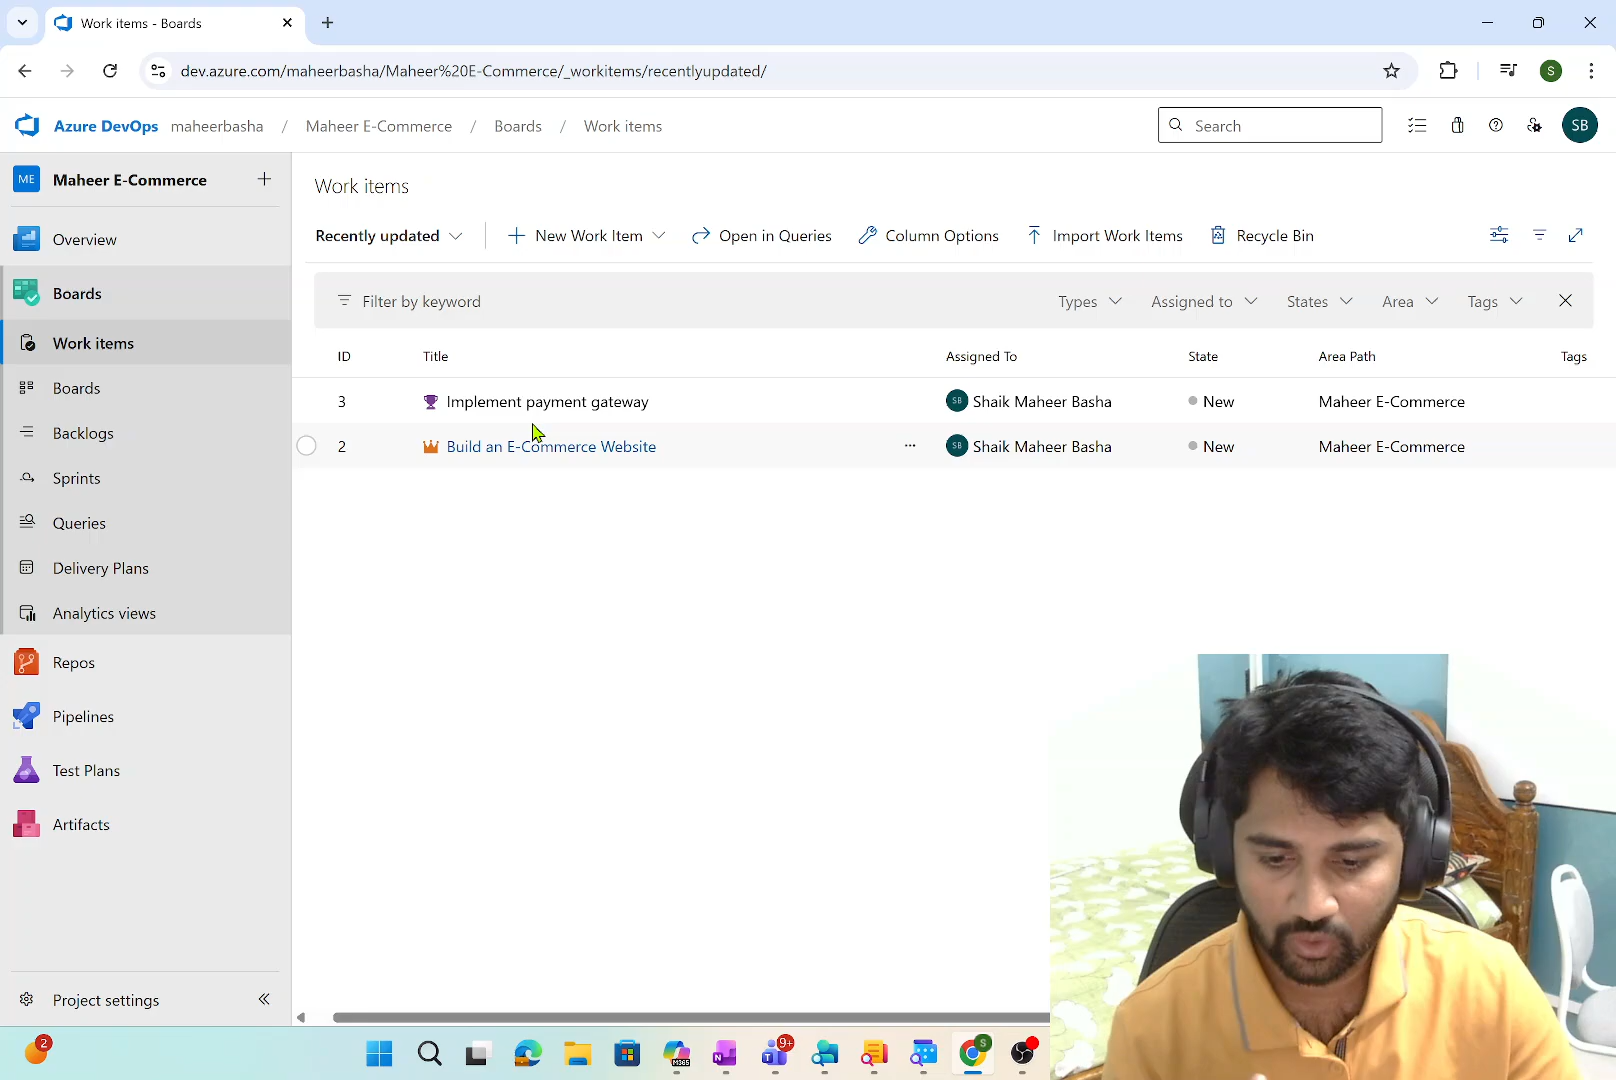 Work items - Boards
dev.azure.com/maheerbasha/Maheer%20E-Commerce/_workitems/recentlyupdated/
S
Azure DevOps maheerbasha / Maheer E-Commerce / Boards / Work items
Search
SB
ME Maheer E-Commerce
Work items
Overview
Recently updated New Work Item Open in Queries Column Options Import Work Items Recycle Bin
Boards
Filter by keyword Types Assigned to States Area Tags
Work items
ID Title Assigned To State Area Path Tags
Boards
3 Implement payment gateway SB Shaik Maheer Basha New Maheer E-Commerce
Backlogs
2 Build an E-Commerce Website SB Shaik Maheer Basha New Maheer E-Commerce
Sprints
Queries
Delivery Plans
Analytics views
Repos
Pipelines
Test Plans
Artifacts
Project settings
2
M365
N
T
9+
S